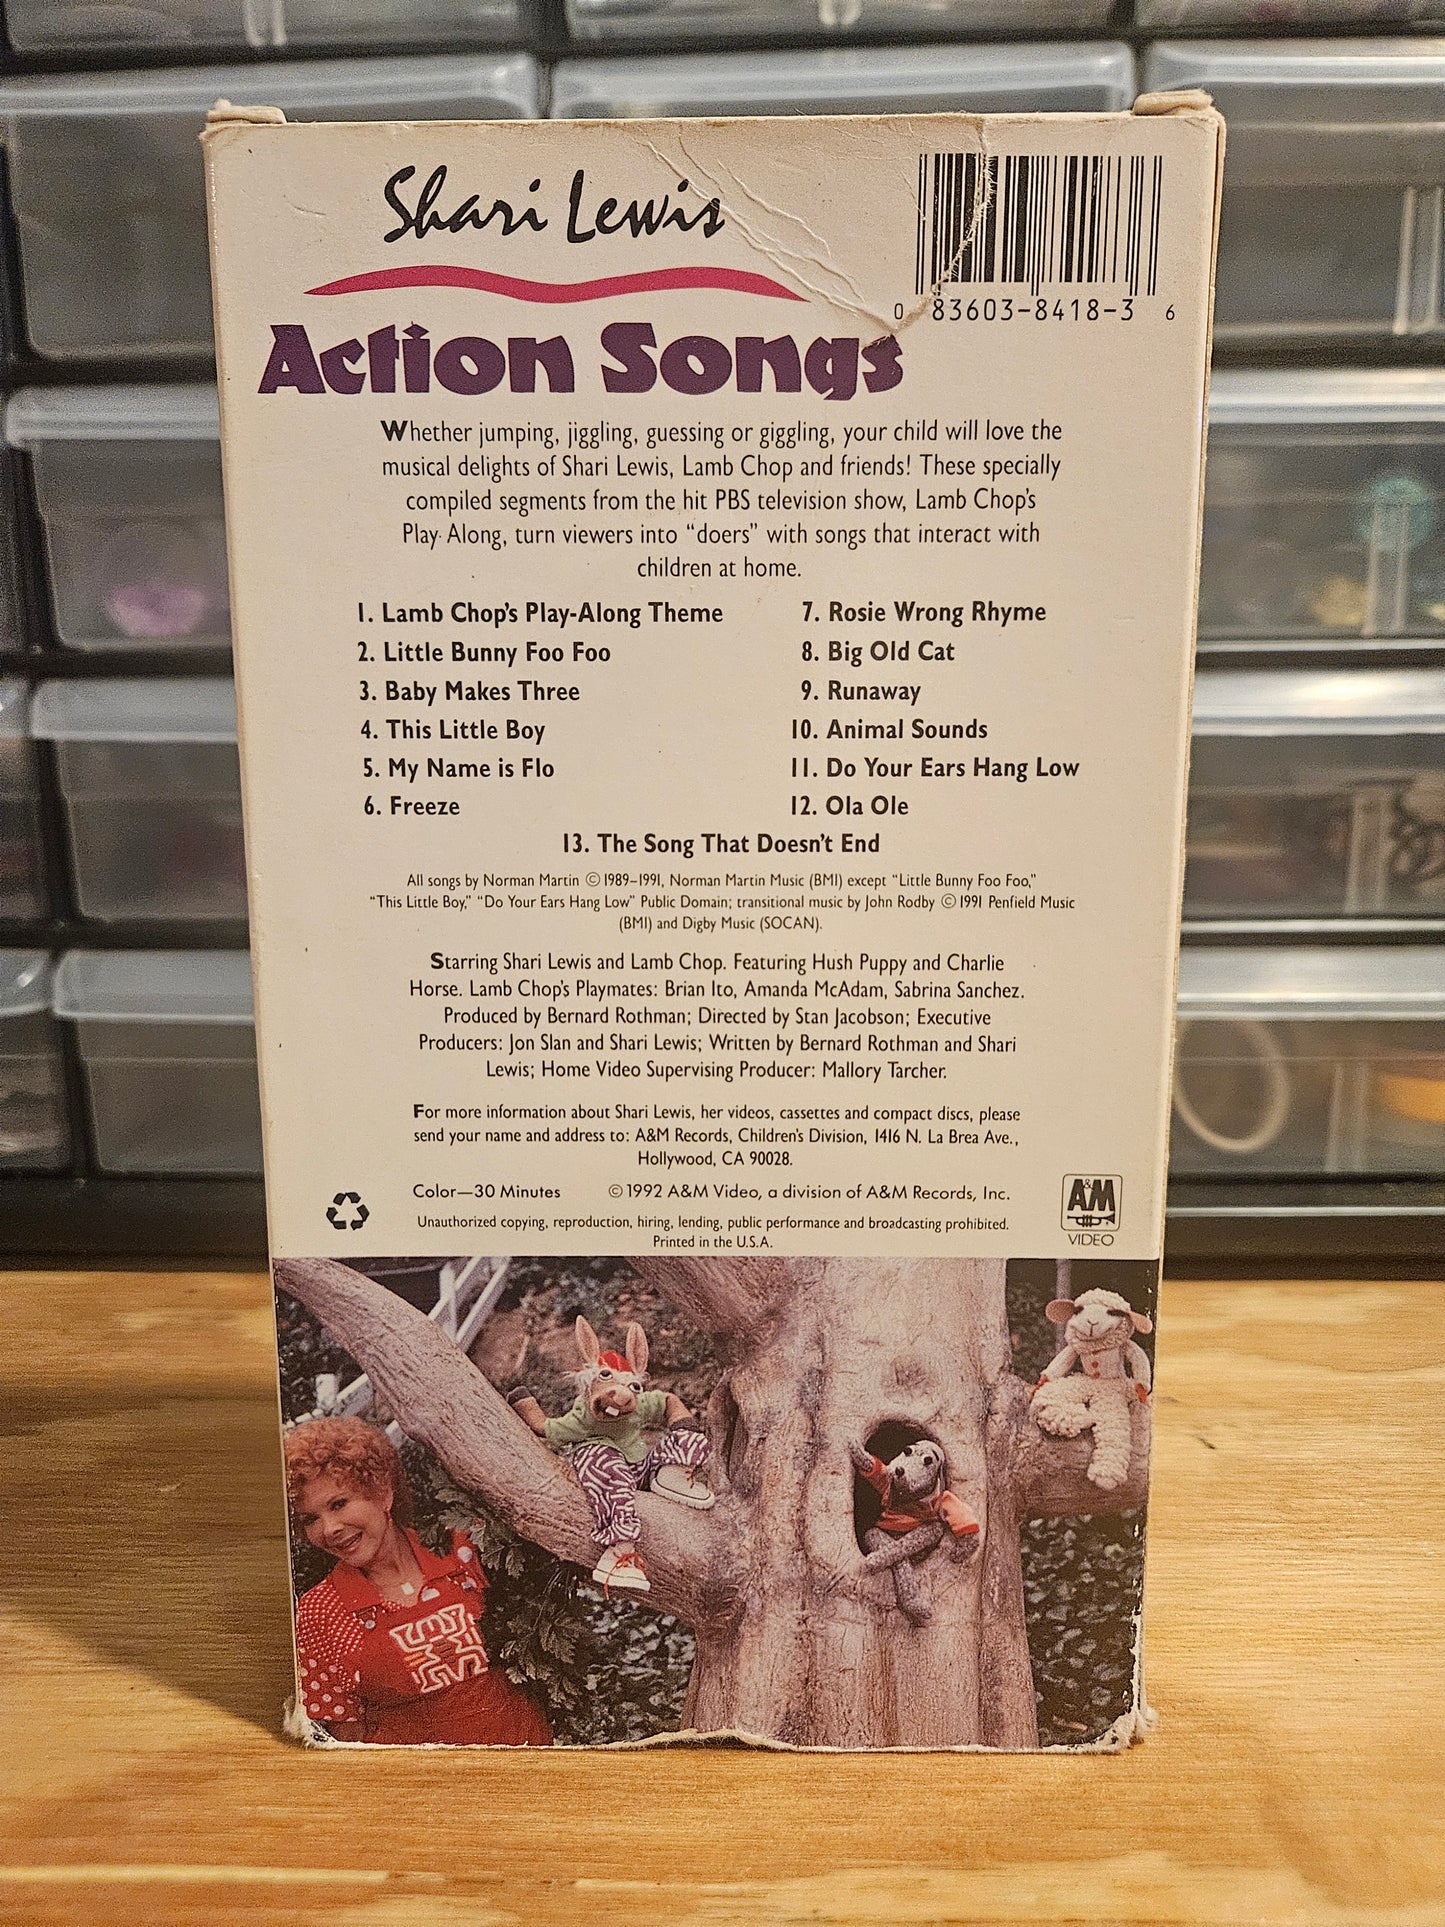 Shari Lewis
0 83603-8418-3 6
Action Songs
Whether jumping, jiggling, guessing or giggling, your child will love the
musical delights of Shari Lewis, Lamb Chop and friends! These specially
compiled segments from the hit PBS television show, Lamb Chop's
Play Along, turn viewers into “doers” with songs that interact with
children at home.
1. Lamb Chop's Play-Along Theme
2. Little Bunny Foo Foo
3. Baby Makes Three
4. This Little Boy
5. My Name is Flo
6. Freeze
7. Rosie Wrong Rhyme
8. Big Old Cat
9. Runaway
10. Animal Sounds
11. Do Your Ears Hang Low
12. Ola Ole
13. The Song That Doesn't End
All songs by Norman Martin ©1989–1991, Norman Martin Music (BMI) except “Little Bunny Foo Foo,”
“This Little Boy,” “Do Your Ears Hang Low” Public Domain; transitional music by John Rodby ©1991 Penfield Music
(BMI) and Digby Music (SOCAN).
Starring Shari Lewis and Lamb Chop. Featuring Hush Puppy and Charlie
Horse. Lamb Chop's Playmates: Brian Ito, Amanda McAdam, Sabrina Sanchez.
Produced by Bernard Rothman; Directed by Stan Jacobson; Executive
Producers: Jon Slan and Shari Lewis; Written by Bernard Rothman and Shari
Lewis; Home Video Supervising Producer: Mallory Tarcher.
For more information about Shari Lewis, her videos, cassettes and compact discs, please
send your name and address to: A&M Records, Children's Division, 1416 N. La Brea Ave.,
Hollywood, CA 90028.
Color—30 Minutes ©1992 A&M Video, a division of A&M Records, Inc.
Unauthorized copying, reproduction, hiring, lending, public performance and broadcasting prohibited.
Printed in the U.S.A.
A&M
VIDEO